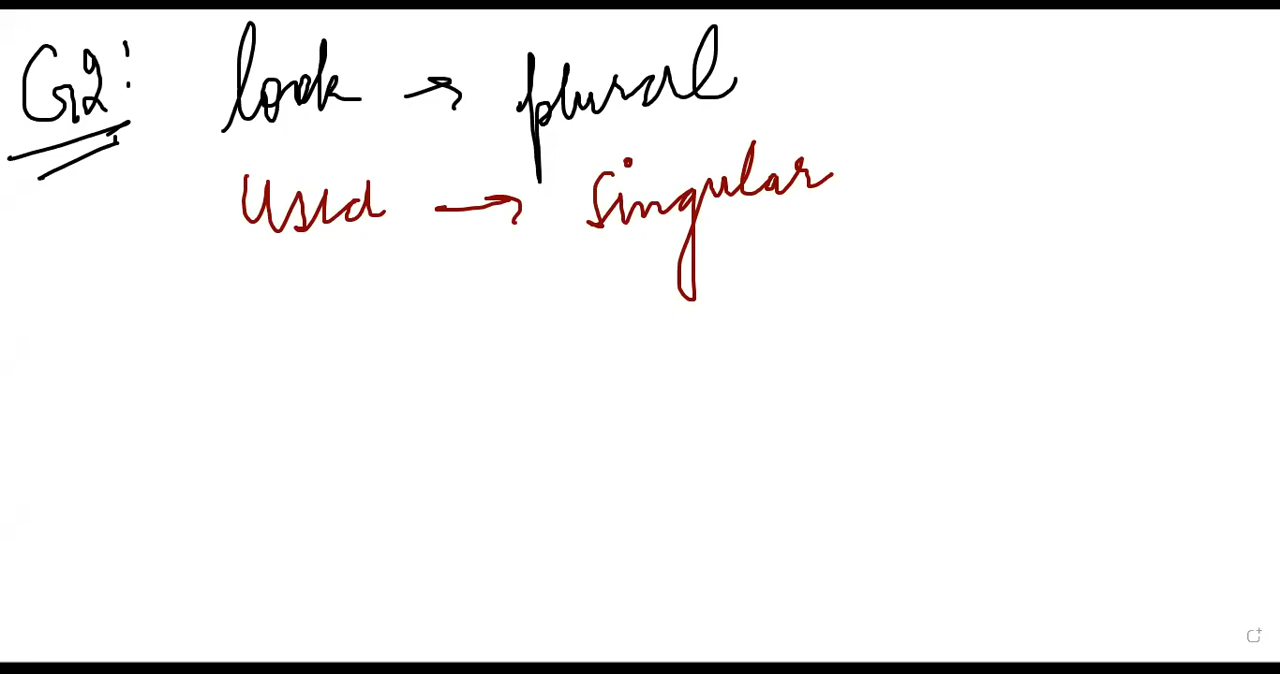 G2: look → plural
Used → Singular